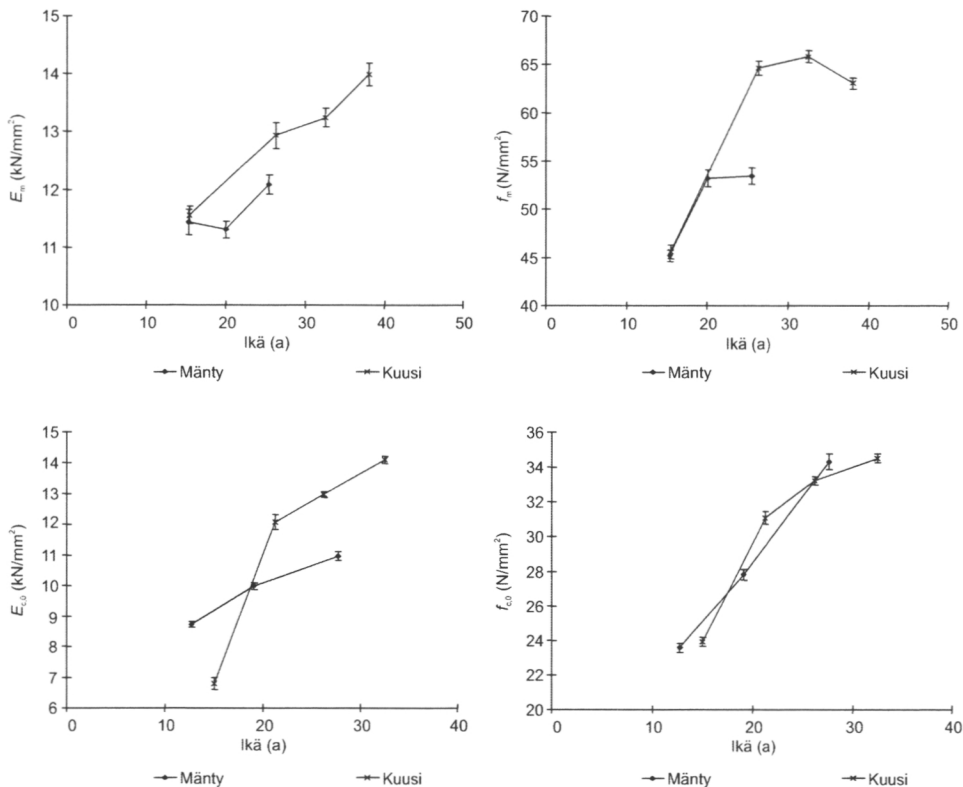 15
14
13
12
11
10
E_m (kN/mm²)
0 10 20 30 40 50
Ikä (a)
Mänty Kuusi
70
65
60
55
50
45
40
f_m (N/mm²)
0 10 20 30 40 50
Ikä (a)
Mänty Kuusi
15
14
13
12
11
10
9
8
7
6
E_c,0 (kN/mm²)
0 10 20 30 40
Ikä (a)
Mänty Kuusi
36
34
32
30
28
26
24
22
20
f_c,0 (N/mm²)
0 10 20 30 40
Ikä (a)
Mänty Kuusi